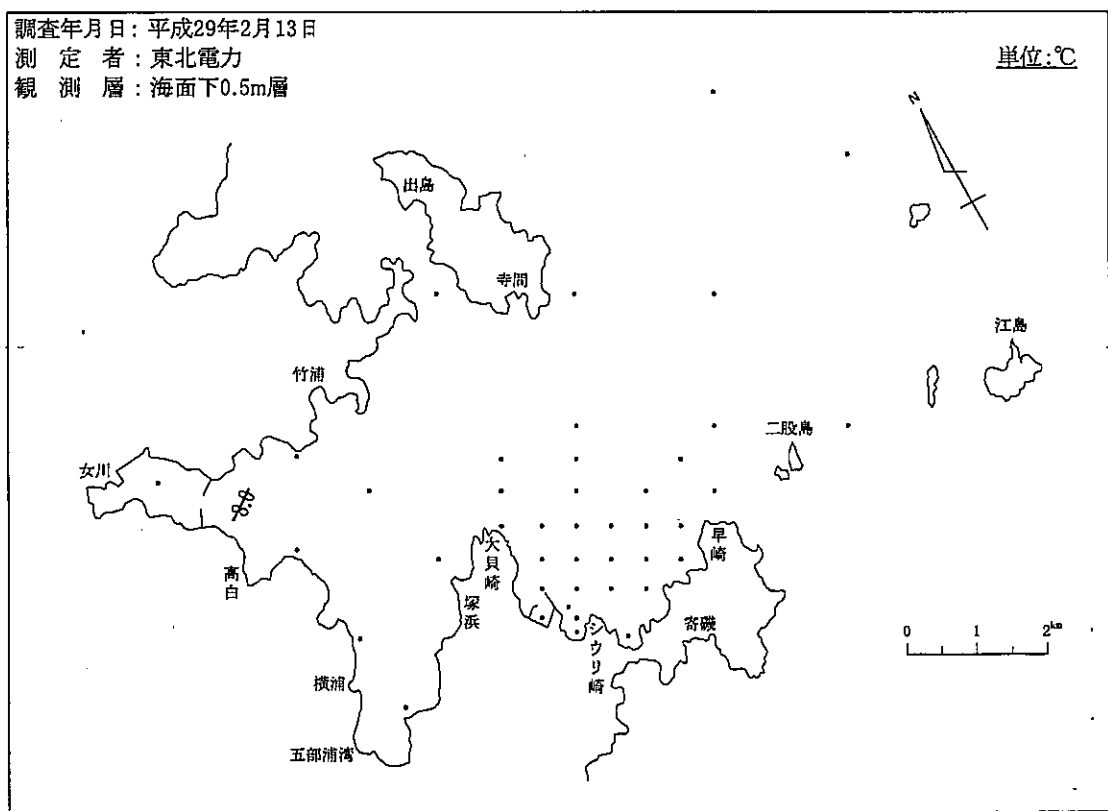 調査年月日：平成29年2月13日
測定者：東北電力
観測層：海面下0.5m層
単位:℃
N
出島
寺間
江島
竹浦
二股島
女川
大貝崎
早崎
高白
塚浜
シウリ崎
寄磯
0 1 2km
横浦
五部浦湾